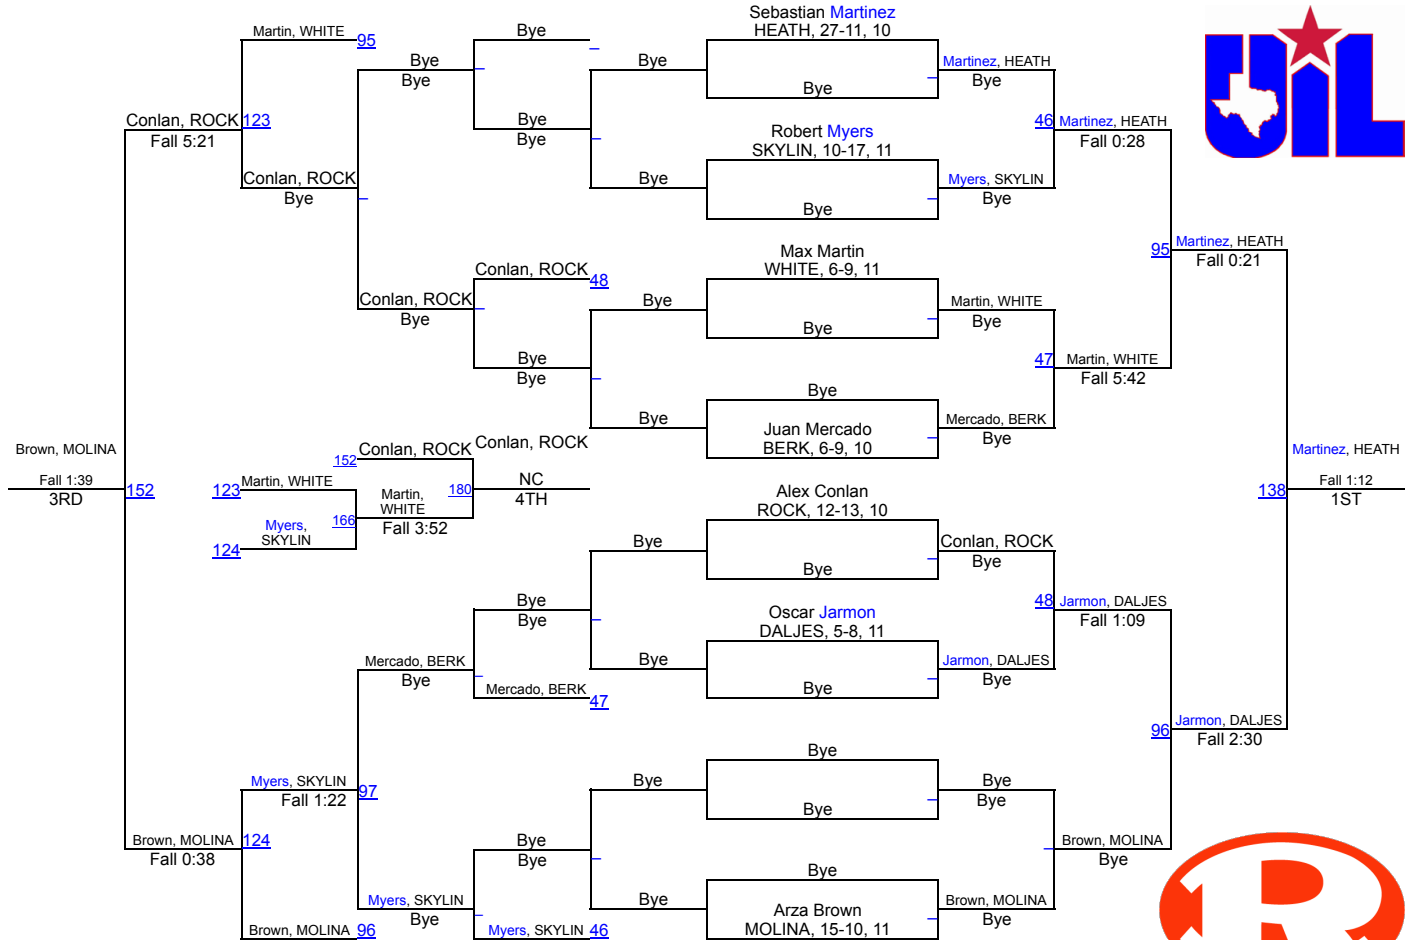 Sebastian Martinez
HEATH, 27-11, 10
Martin, WHITE
95
Bye
Bye
Bye
Bye
Martinez, HEATH
Bye
Bye
Bye
Conlan, ROCK
123
Fall 5:21
Bye
Bye
Robert Myers
SKYLIN, 10-17, 11
46
Martinez, HEATH
Fall 0:28
UIL
Conlan, ROCK
Bye
Bye
Myers, SKYLIN
Bye
Bye
Max Martin
WHITE, 6-9, 11
95
Martinez, HEATH
Fall 0:21
Conlan, ROCK
48
Conlan, ROCK
Bye
Bye
Martin, WHITE
Bye
Bye
Bye
Bye
47
Martin, WHITE
Fall 5:42
Bye
Bye
Juan Mercado
BERK, 6-9, 10
Mercado, BERK
Bye
Brown, MOLINA
Fall 1:39
3RD
152
152
Conlan, ROCK
Conlan, ROCK
123
Martin, WHITE
Martin,
WHITE
180
NC
4TH
Myers,
SKYLIN
166
Fall 3:52
124
Martinez, HEATH
138
Fall 1:12
1ST
Alex Conlan
ROCK, 12-13, 10
Bye
Conlan, ROCK
Bye
Bye
Bye
Bye
Oscar Jarmon
DALJES, 5-8, 11
48
Jarmon, DALJES
Fall 1:09
Mercado, BERK
Bye
Bye
Jarmon, DALJES
Bye
Mercado, BERK
47
Bye
96
Jarmon, DALJES
Fall 2:30
Bye
Myers, SKYLIN
Fall 1:22
97
Bye
Bye
Bye
Bye
Brown, MOLINA
124
Fall 0:38
Bye
Bye
Brown, MOLINA
Bye
Bye
Myers, SKYLIN
Bye
Bye
Arza Brown
MOLINA, 15-10, 11
Brown, MOLINA
Bye
Brown, MOLINA
96
Myers, SKYLIN
46
R